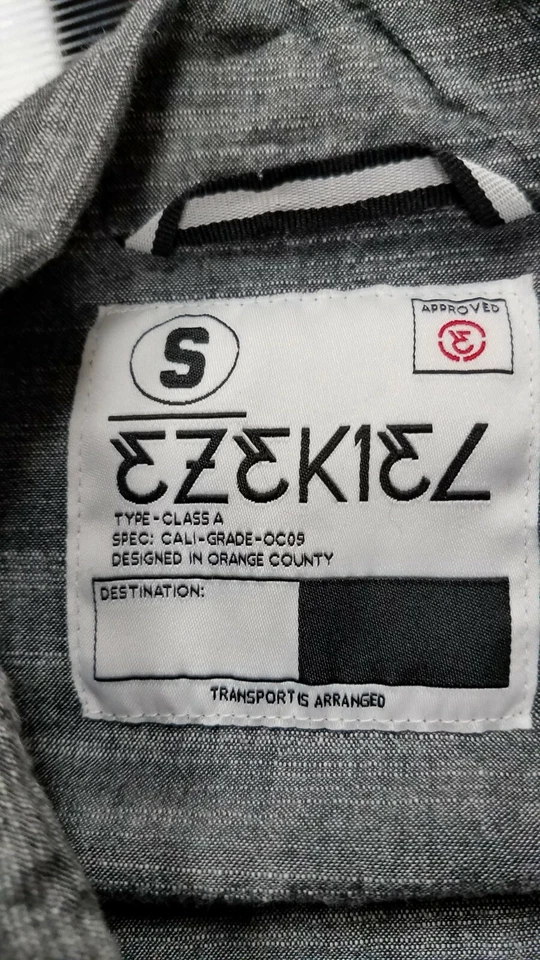 S
APPROVED
EZEKIEL
TYPE-CLASS A
SPEC: CALI-GRADE-OC09
DESIGNED IN ORANGE COUNTY
DESTINATION:
TRANSPORT IS ARRANGED